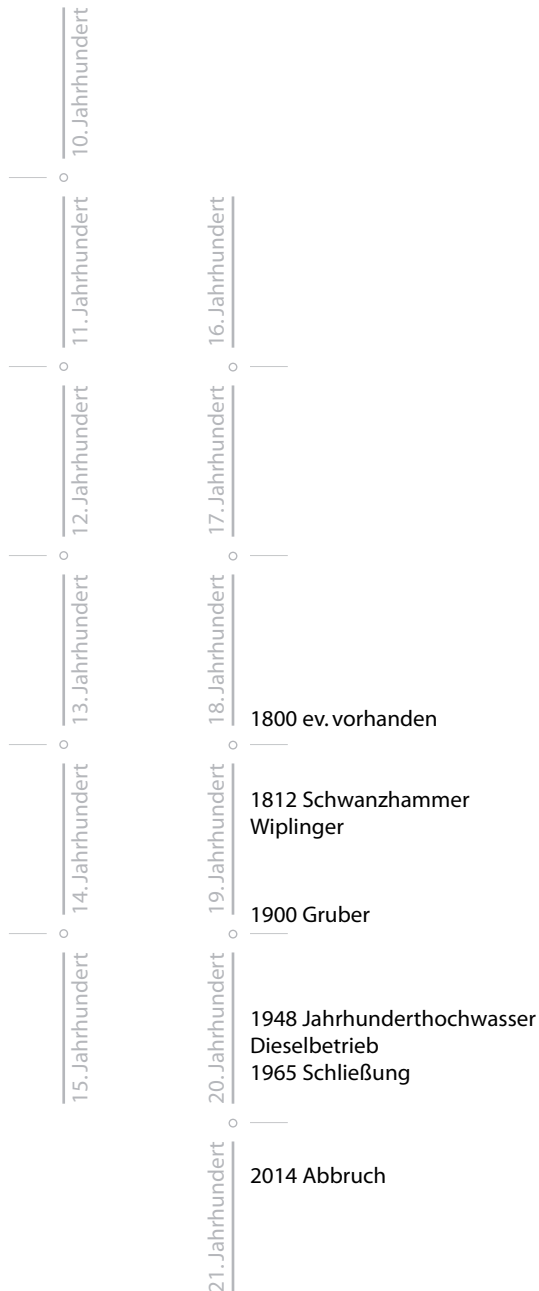 10. Jahrhundert
11. Jahrhundert
12. Jahrhundert
13. Jahrhundert
14. Jahrhundert
15. Jahrhundert
16. Jahrhundert
17. Jahrhundert
18. Jahrhundert
1800 ev. vorhanden
19. Jahrhundert
1812 Schwanzhammer
Wiplinger
1900 Gruber
20. Jahrhundert
1948 Jahrhunderthochwasser
Dieselbetrieb
1965 Schließung
21. Jahrhundert
2014 Abbruch